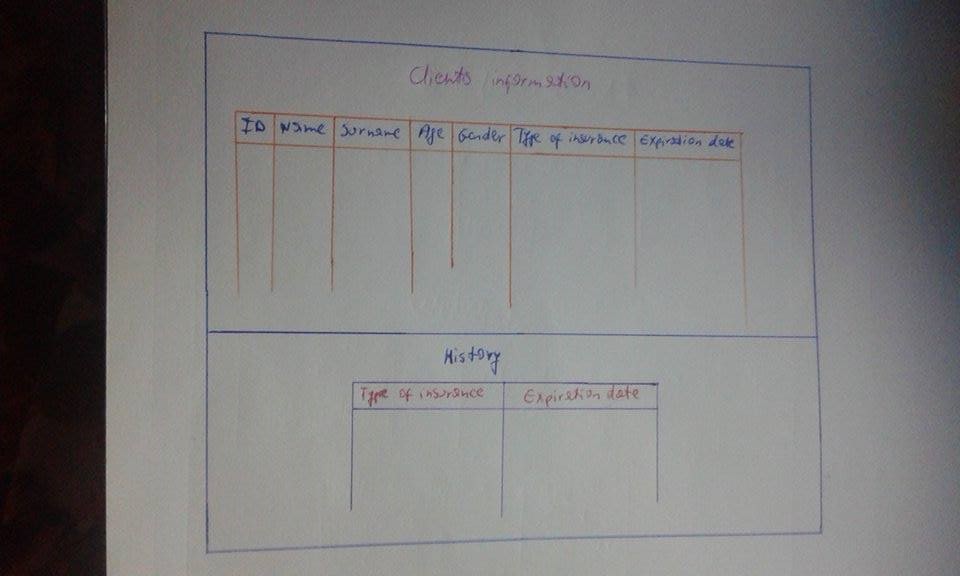 Clients information
ID Name Surname Age Gender Type of insurance Expiration date
History
Type of insurance Expiration date